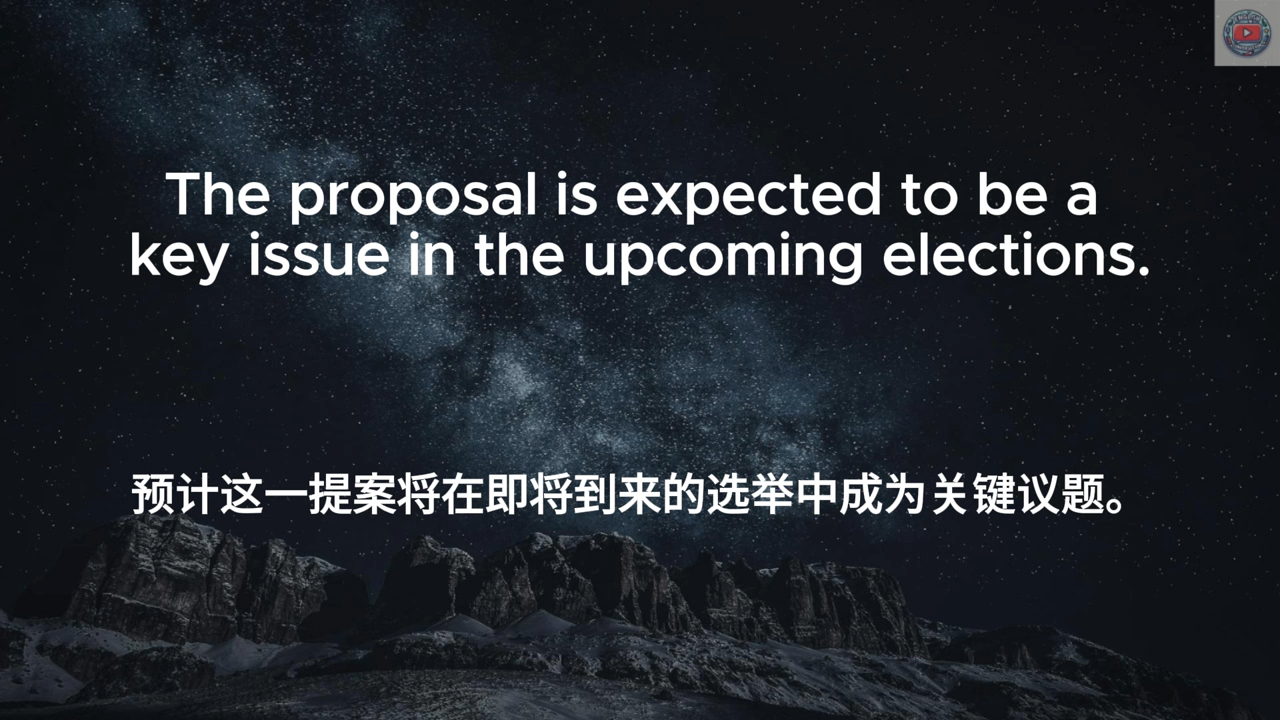 The proposal is expected to be a
key issue in the upcoming elections.
预计这一提案将在即将到来的选举中成为关键议题。